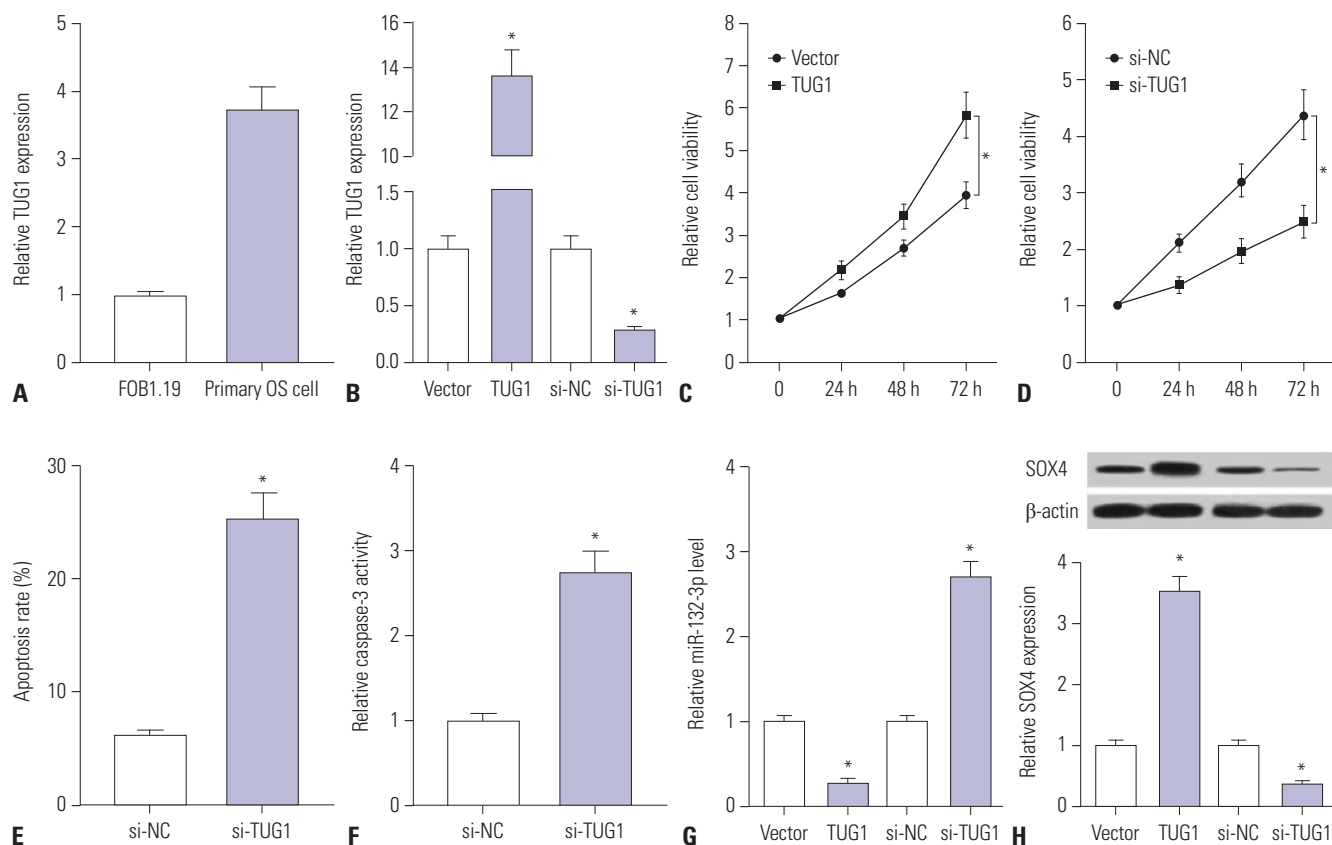 Relative TUG1 expression
5
4
3
2
1
0
FOB1.19 Primary OS cell
A
Relative TUG1 expression
16
14
12
10
1.5
1.0
0.5
0.0
*
*
Vector TUG1 si-NC si-TUG1
B
Relative cell viability
8
7
6
5
4
3
2
1
0
Vector
TUG1
*
0 24 h 48 h 72 h
C
Relative cell viability
6
5
4
3
2
1
0
si-NC
si-TUG1
*
0 24 h 48 h 72 h
D
Apoptosis rate (%)
30
20
10
0
*
si-NC si-TUG1
E
Relative caspase-3 activity
4
3
2
1
0
*
si-NC si-TUG1
F
Relative miR-132-3p level
4
3
2
1
0
*
*
Vector TUG1 si-NC si-TUG1
G
SOX4
β-actin
Relative SOX4 expression
4
3
2
1
0
*
*
Vector TUG1 si-NC si-TUG1
H